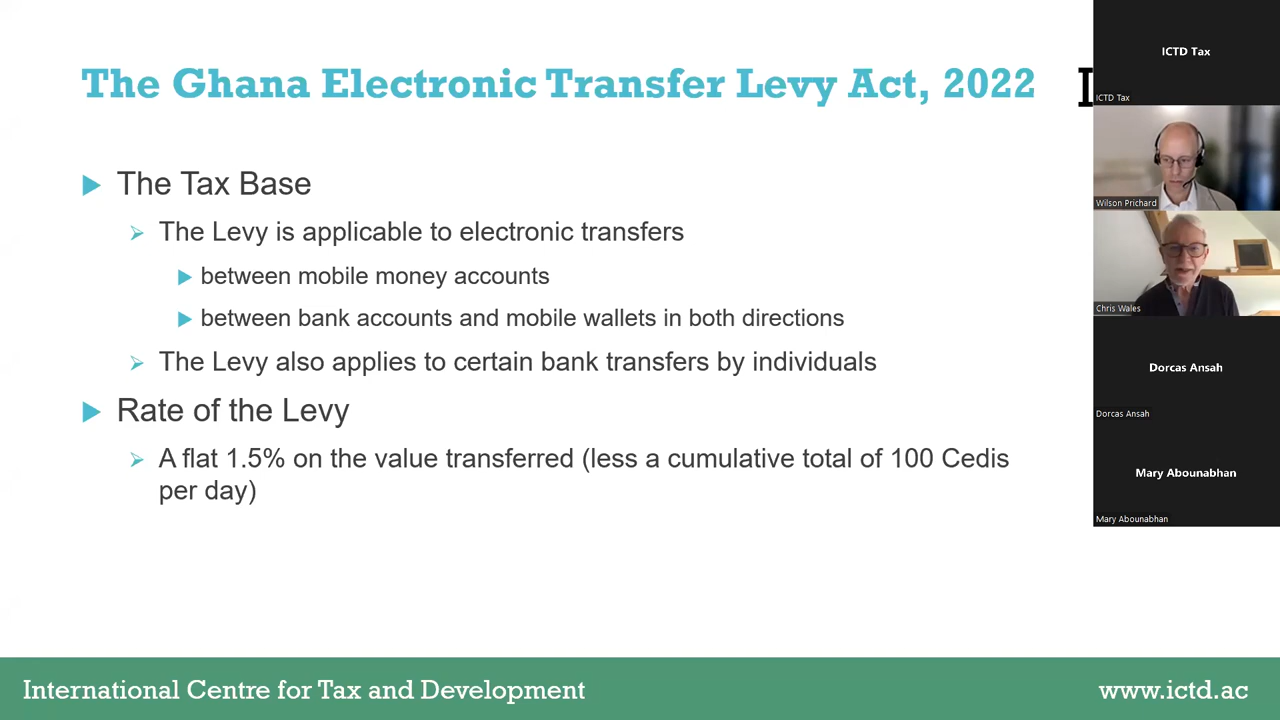 The Ghana Electronic Transfer Levy Act, 2022
The Tax Base
The Levy is applicable to electronic transfers
between mobile money accounts
between bank accounts and mobile wallets in both directions
The Levy also applies to certain bank transfers by individuals
Rate of the Levy
A flat 1.5% on the value transferred (less a cumulative total of 100 Cedis
per day)
International Centre for Tax and Development
www.ictd.ac
ICTD Tax
ICTD Tax
Wilson Prichard
Chris Wales
Dorcas Ansah
Dorcas Ansah
Mary Abounabhan
Mary Abounabhan